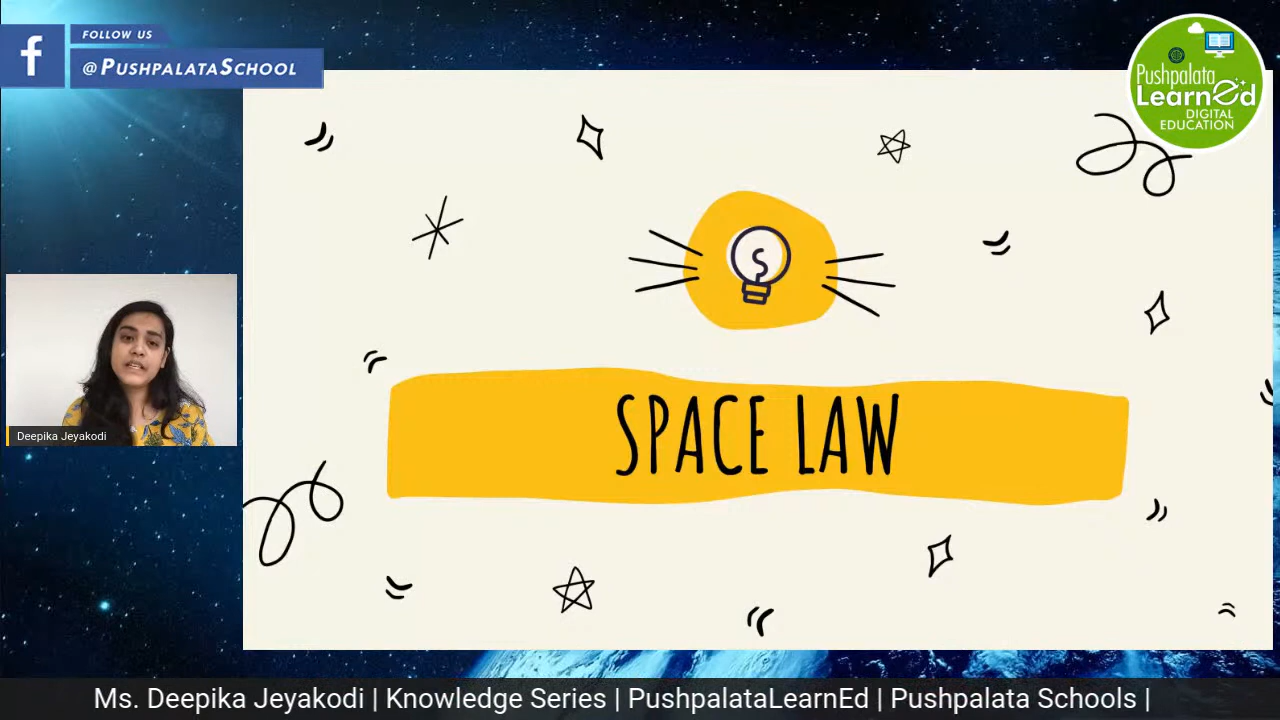 FOLLOW US
@PUSHPALATASCHOOL
Pushpalata
LearnEd
DIGITAL
EDUCATION
SPACE LAW
Deepika Jeyakodi
Ms. Deepika Jeyakodi | Knowledge Series | PushpalataLearnEd | Pushpalata Schools |